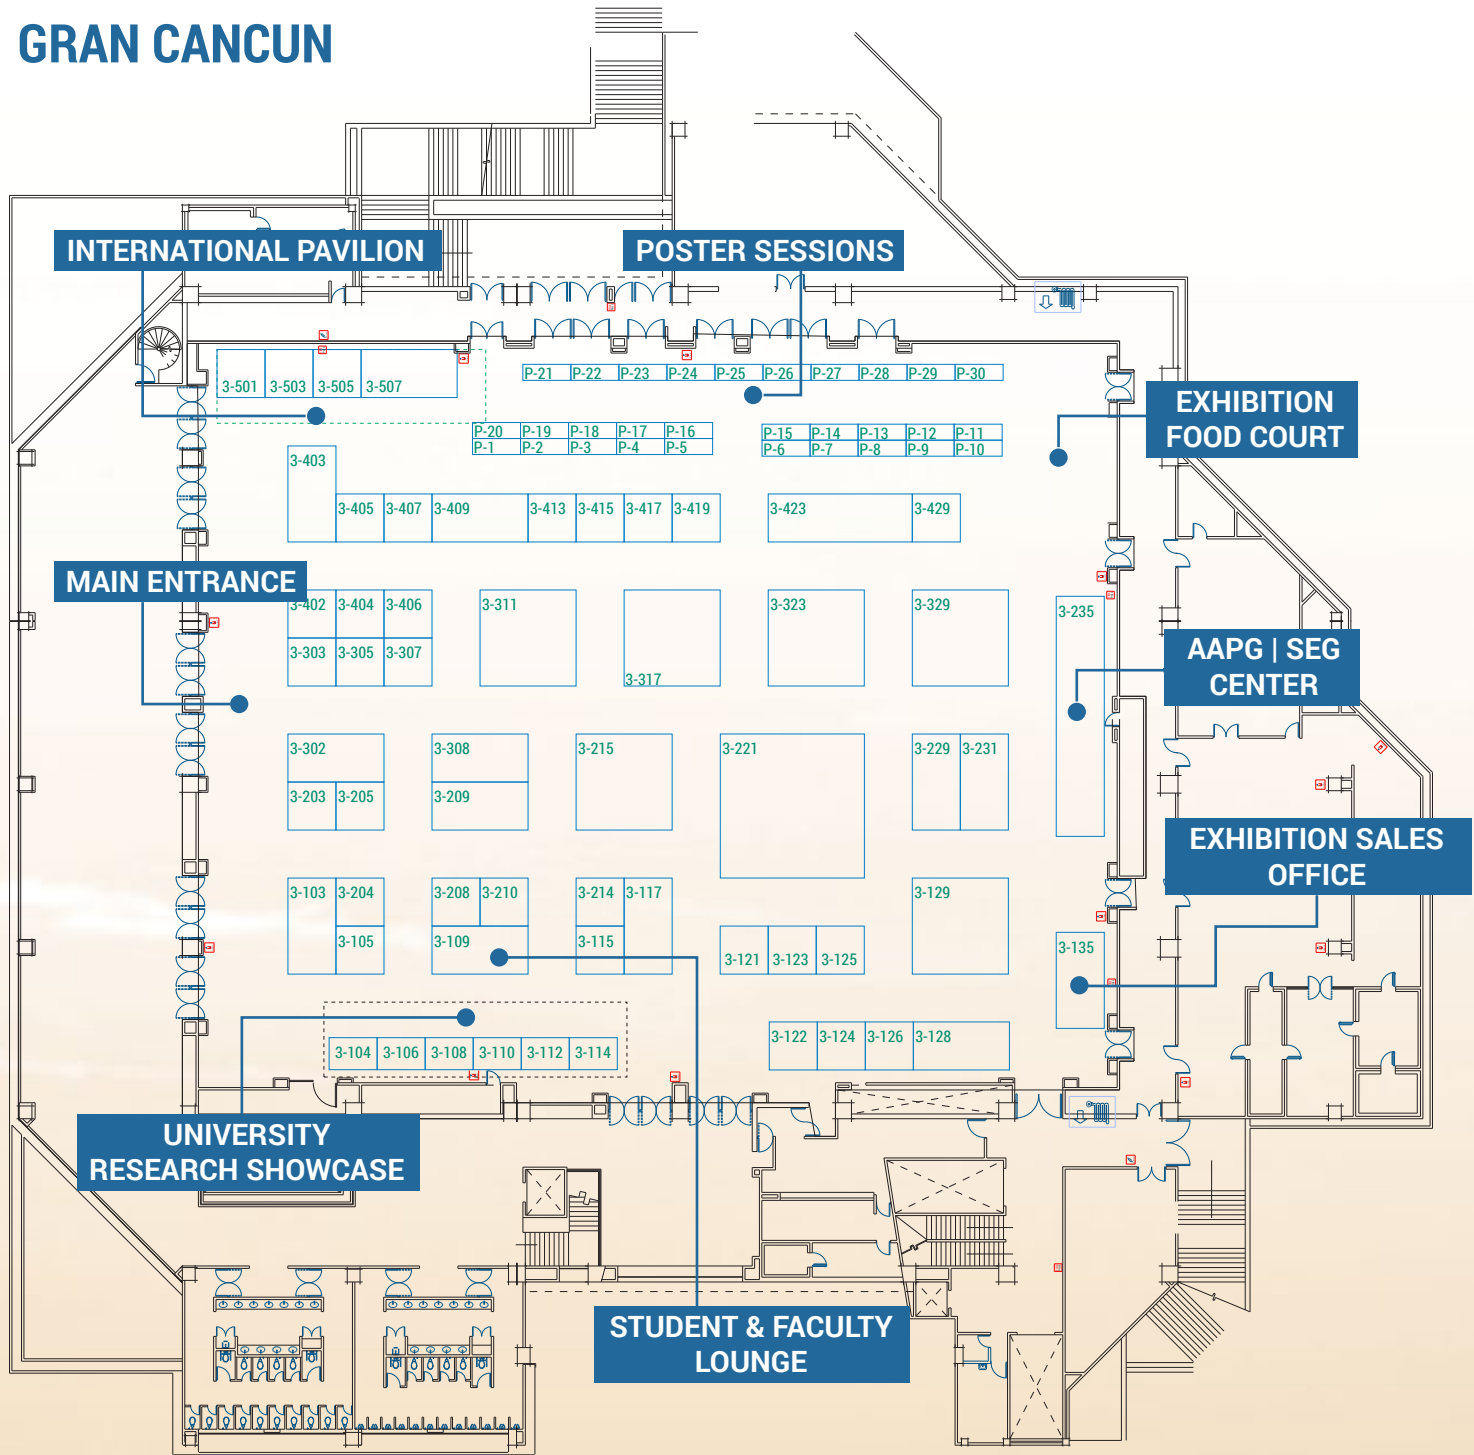 GRAN CANCUN
INTERNATIONAL PAVILION
POSTER SESSIONS
3-501 3-503 3-505 3-507
P-21 P-22 P-23 P-24 P-25 P-26 P-27 P-28 P-29 P-30
EXHIBITION
FOOD COURT
P-20 P-19 P-18 P-17 P-16
P-1 P-2 P-3 P-4 P-5
P-15 P-14 P-13 P-12 P-11
P-6 P-7 P-8 P-9 P-10
3-403
3-405 3-407 3-409 3-413 3-415 3-417 3-419 3-423 3-429
MAIN ENTRANCE
3-402 3-404 3-406 3-311 3-323 3-329 3-235
3-303 3-305 3-307
3-317
AAPG | SEG
CENTER
3-302 3-308 3-215 3-221 3-229 3-231
3-203 3-205 3-209
EXHIBITION SALES
OFFICE
3-103 3-204 3-208 3-210 3-214 3-117 3-129
3-105 3-109 3-115
3-121 3-123 3-125 3-135
3-122 3-124 3-126 3-128
3-104 3-106 3-108 3-110 3-112 3-114
UNIVERSITY
RESEARCH SHOWCASE
STUDENT & FACULTY
LOUNGE